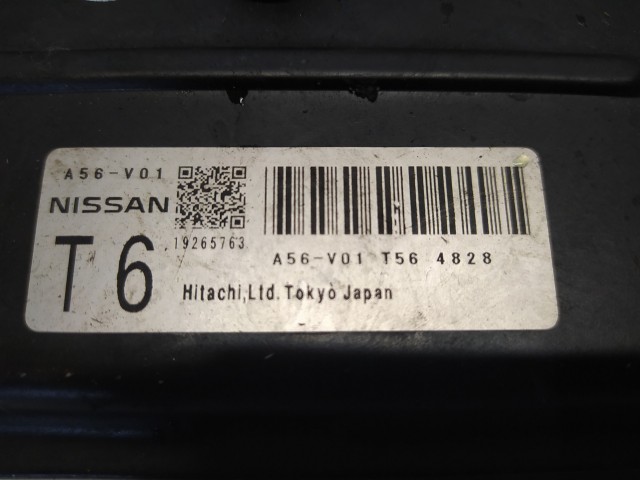 A56-V01
NISSAN
19265763
T6
A56-V01 T56 4828
Hitachi,Ltd.Tokyo Japan